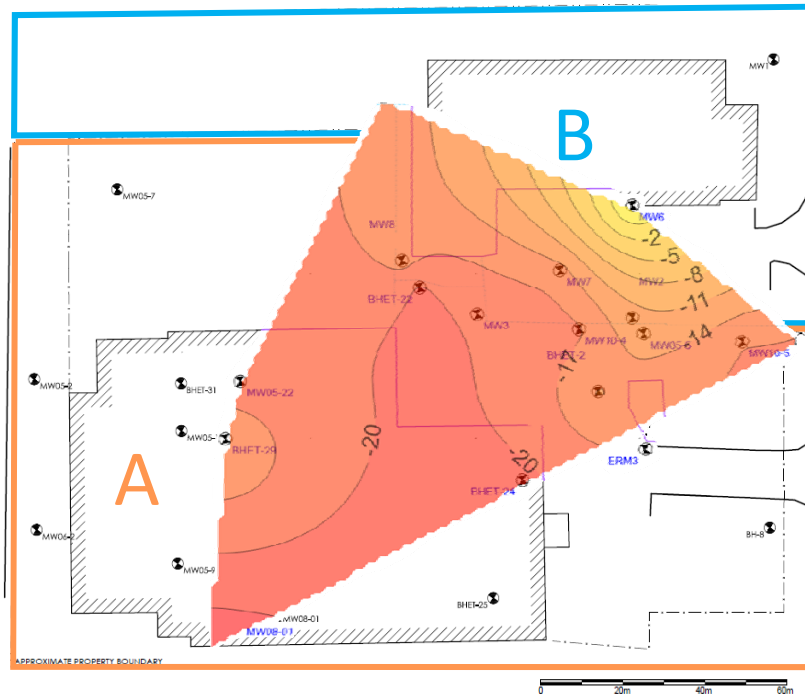 MW1
B
MW05-7
MW6
-2
MW8
-5
MW7
MW2
-8
BHET-22
-11
MW3
BHET-2
MW10-4
MW05-6
-14
-17
MW05-2
BHET-31
MW05-22
MW05-1
BHET-29
-20
A
-20
ERM3
BHET-24
MW06-2
BH-8
MW05-9
BHET-25
MW08-01
MW08-01
APPROXIMATE PROPERTY BOUNDARY
0 20m 40m 60m